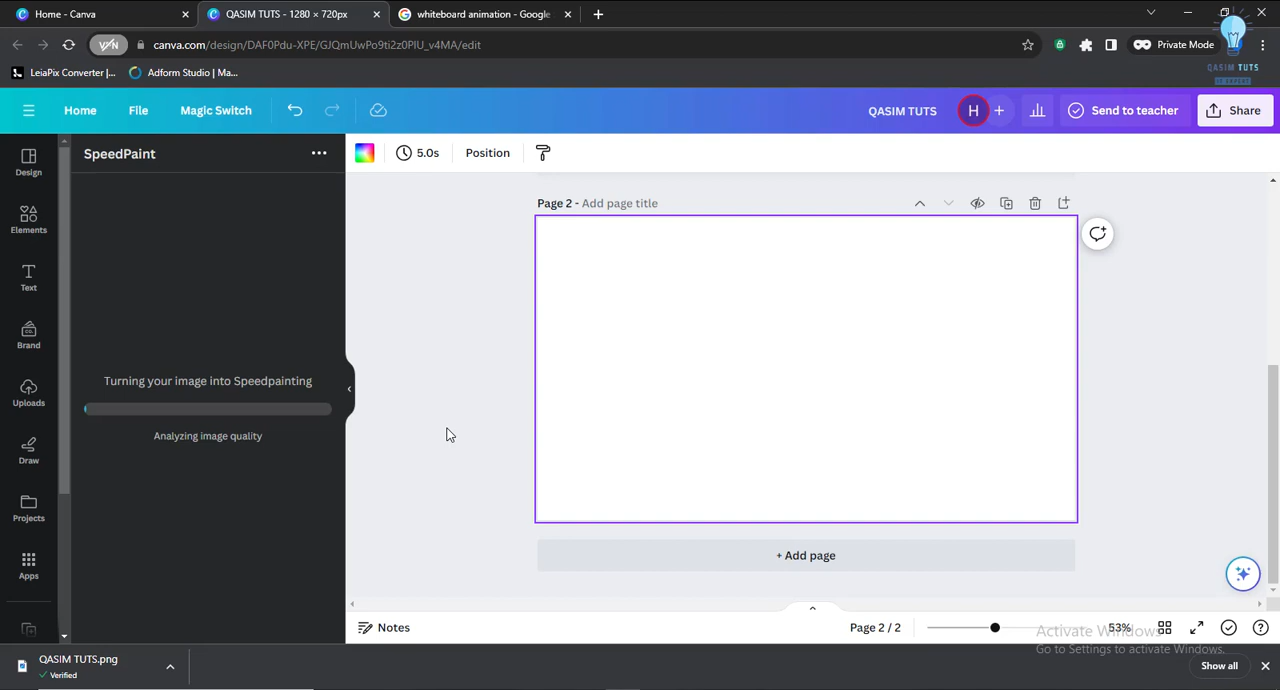 Home - Canva
QASIM TUTS - 1280 × 720px
whiteboard animation - Google
VPN
canva.com/design/DAF0Pdu-XPE/GJQmUwPo9ti2z0PIU_v4MA/edit
Private Mode
LeiaPix Converter |...
Adform Studio | Ma...
QASIM TUTS
Home
File
Magic Switch
QASIM TUTS
H
Send to teacher
Share
SpeedPaint
5.0s
Position
Design
Elements
Text
Brand
Uploads
Draw
Projects
Apps
Page 2 - Add page title
Turning your image into Speedpainting
Analyzing image quality
+ Add page
Notes
Page 2 / 2
53%
Activate Windows
Go to Settings to activate Windows.
QASIM TUTS.png
Verified
Show all